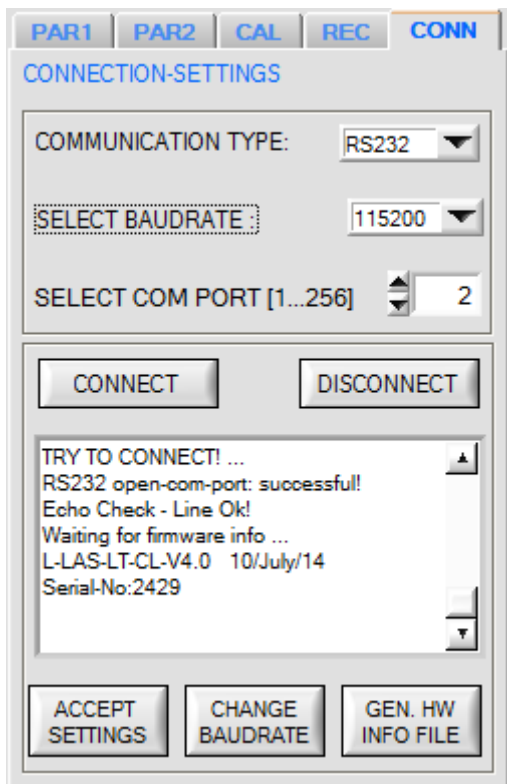 PAR1 PAR2 CAL REC CONN
CONNECTION-SETTINGS
COMMUNICATION TYPE: RS232
SELECT BAUDRATE : 115200
SELECT COM PORT [1...256] 2
CONNECT DISCONNECT
TRY TO CONNECT! ...
RS232 open-com-port: successful!
Echo Check - Line Ok!
Waiting for firmware info ...
L-LAS-LT-CL-V4.0 10/July/14
Serial-No:2429
ACCEPT SETTINGS CHANGE BAUDRATE GEN. HW INFO FILE